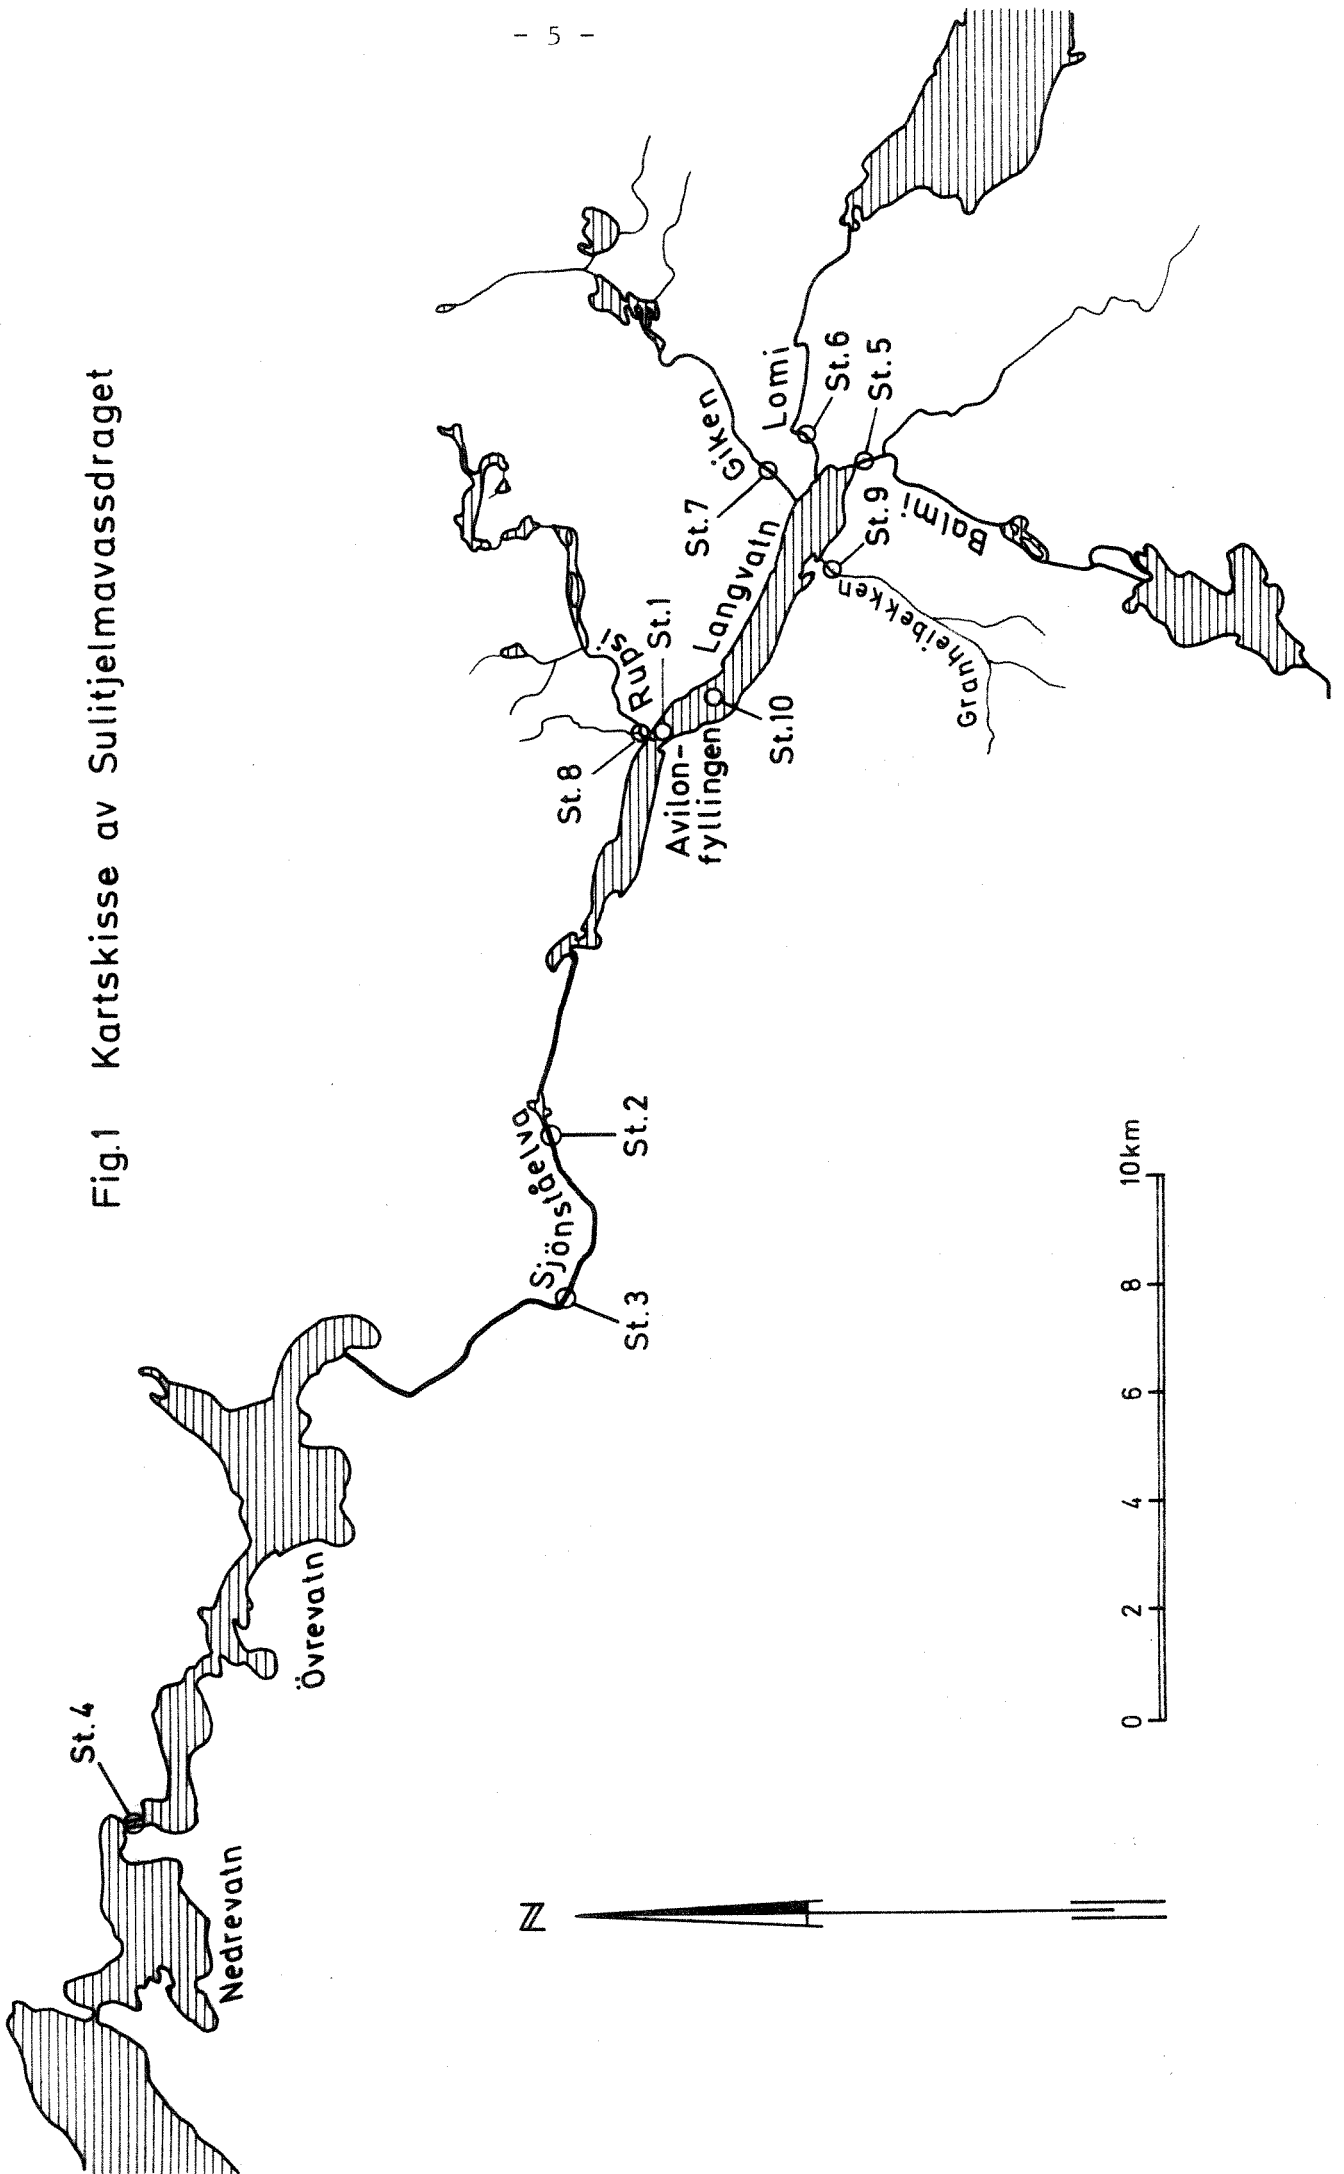 - 5 -
Fig.1 Kartskisse av Sulitjelmavassdraget
St.4
Nedrevatn
Övrevatn
Sjönståelva
St.3
St.2
St.8
Rupsi
St.1
Avilon-
fyllingen
St.10
Langvatn
St.7
Giken
Lomi
St.6
St.5
St.9
Balmi
Granheibekken
N
0 2 4 6 8 10km